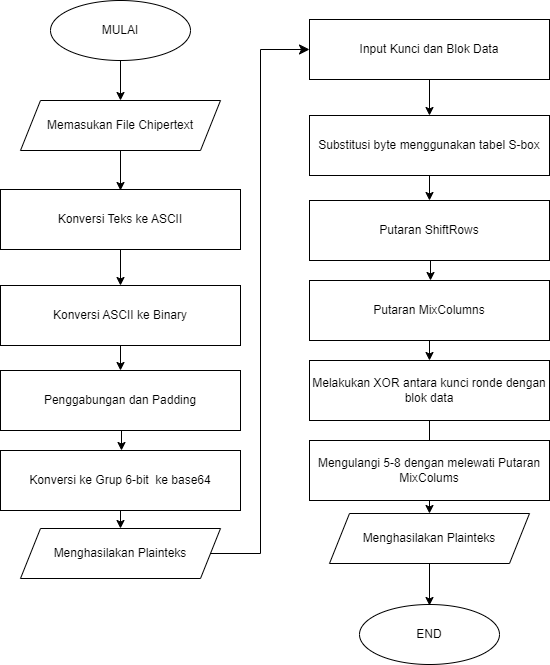 MULAI
Memasukan File Chipertext
Konversi Teks ke ASCII
Konversi ASCII ke Binary
Penggabungan dan Padding
Konversi ke Grup 6-bit ke base64
Menghasilakan Plainteks
Input Kunci dan Blok Data
Substitusi byte menggunakan tabel S-box
Putaran ShiftRows
Putaran MixColumns
Melakukan XOR antara kunci ronde dengan
blok data
Mengulangi 5-8 dengan melewati Putaran
MixColums
Menghasilakan Plainteks
END